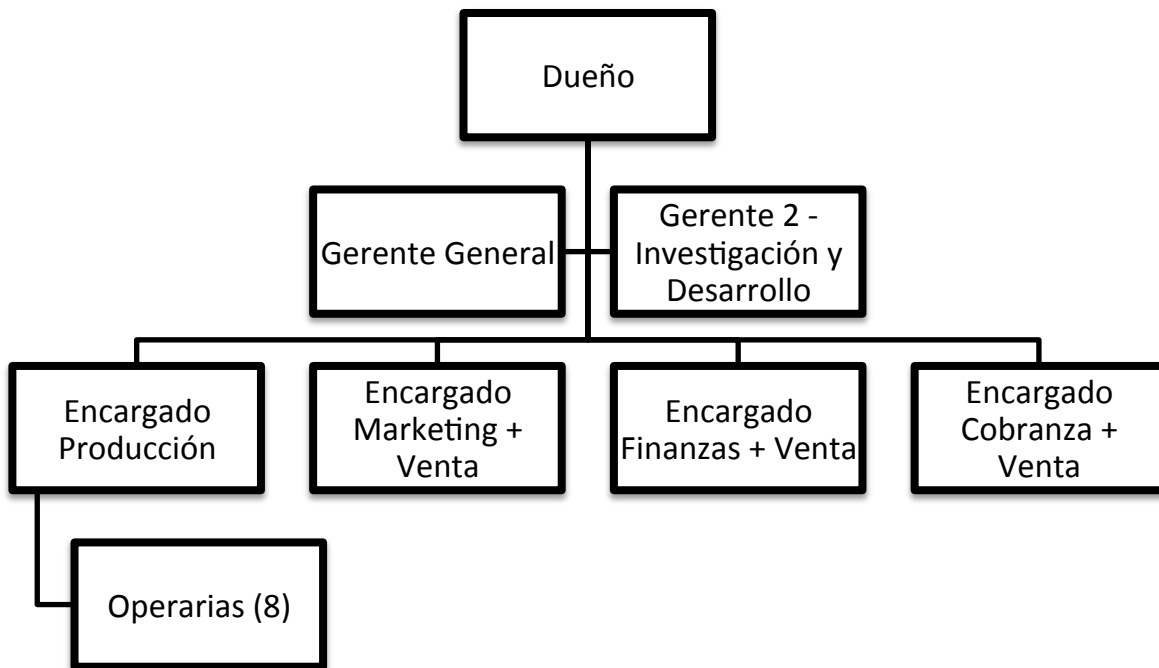 Dueño
Gerente General
Gerente 2 -
Investigación y
Desarrollo
Encargado
Producción
Encargado
Marketing +
Venta
Encargado
Finanzas + Venta
Encargado
Cobranza +
Venta
Operarias (8)